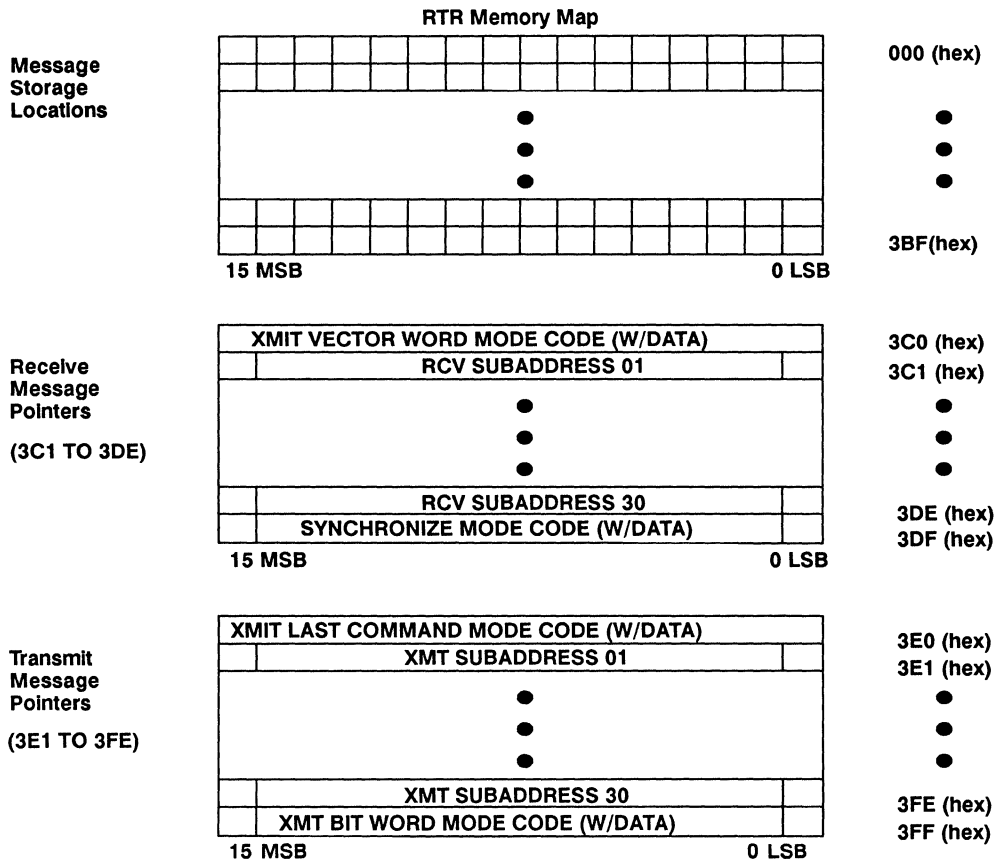 RTR Memory Map
Message
Storage
Locations
000 (hex)
3BF(hex)
15 MSB
0 LSB
Receive
Message
Pointers
(3C1 TO 3DE)
XMIT VECTOR WORD MODE CODE (W/DATA)
3C0 (hex)
RCV SUBADDRESS 01
3C1 (hex)
RCV SUBADDRESS 30
3DE (hex)
SYNCHRONIZE MODE CODE (W/DATA)
3DF (hex)
15 MSB
0 LSB
Transmit
Message
Pointers
(3E1 TO 3FE)
XMIT LAST COMMAND MODE CODE (W/DATA)
3E0 (hex)
XMT SUBADDRESS 01
3E1 (hex)
XMT SUBADDRESS 30
3FE (hex)
XMT BIT WORD MODE CODE (W/DATA)
3FF (hex)
15 MSB
0 LSB